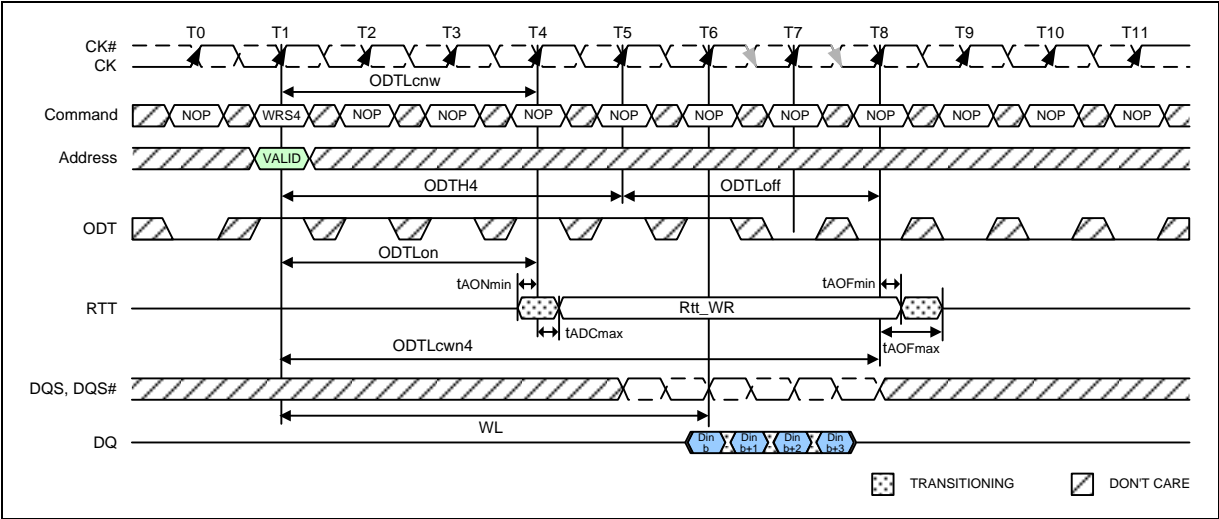 T0 T1 T2 T3 T4 T5 T6 T7 T8 T9 T10 T11
CK#
CK
ODTLcnw
Command NOP WRS4 NOP NOP NOP NOP NOP NOP NOP NOP NOP NOP
Address VALID
ODTH4 ODTLoff
ODT
ODTLon
tAONmin tAOFmin
RTT Rtt_WR
tADCmax
tAOFmax
ODTLcwn4
DQS, DQS#
WL
DQ Din b Din b+1 Din b+2 Din b+3
TRANSITIONING DON'T CARE